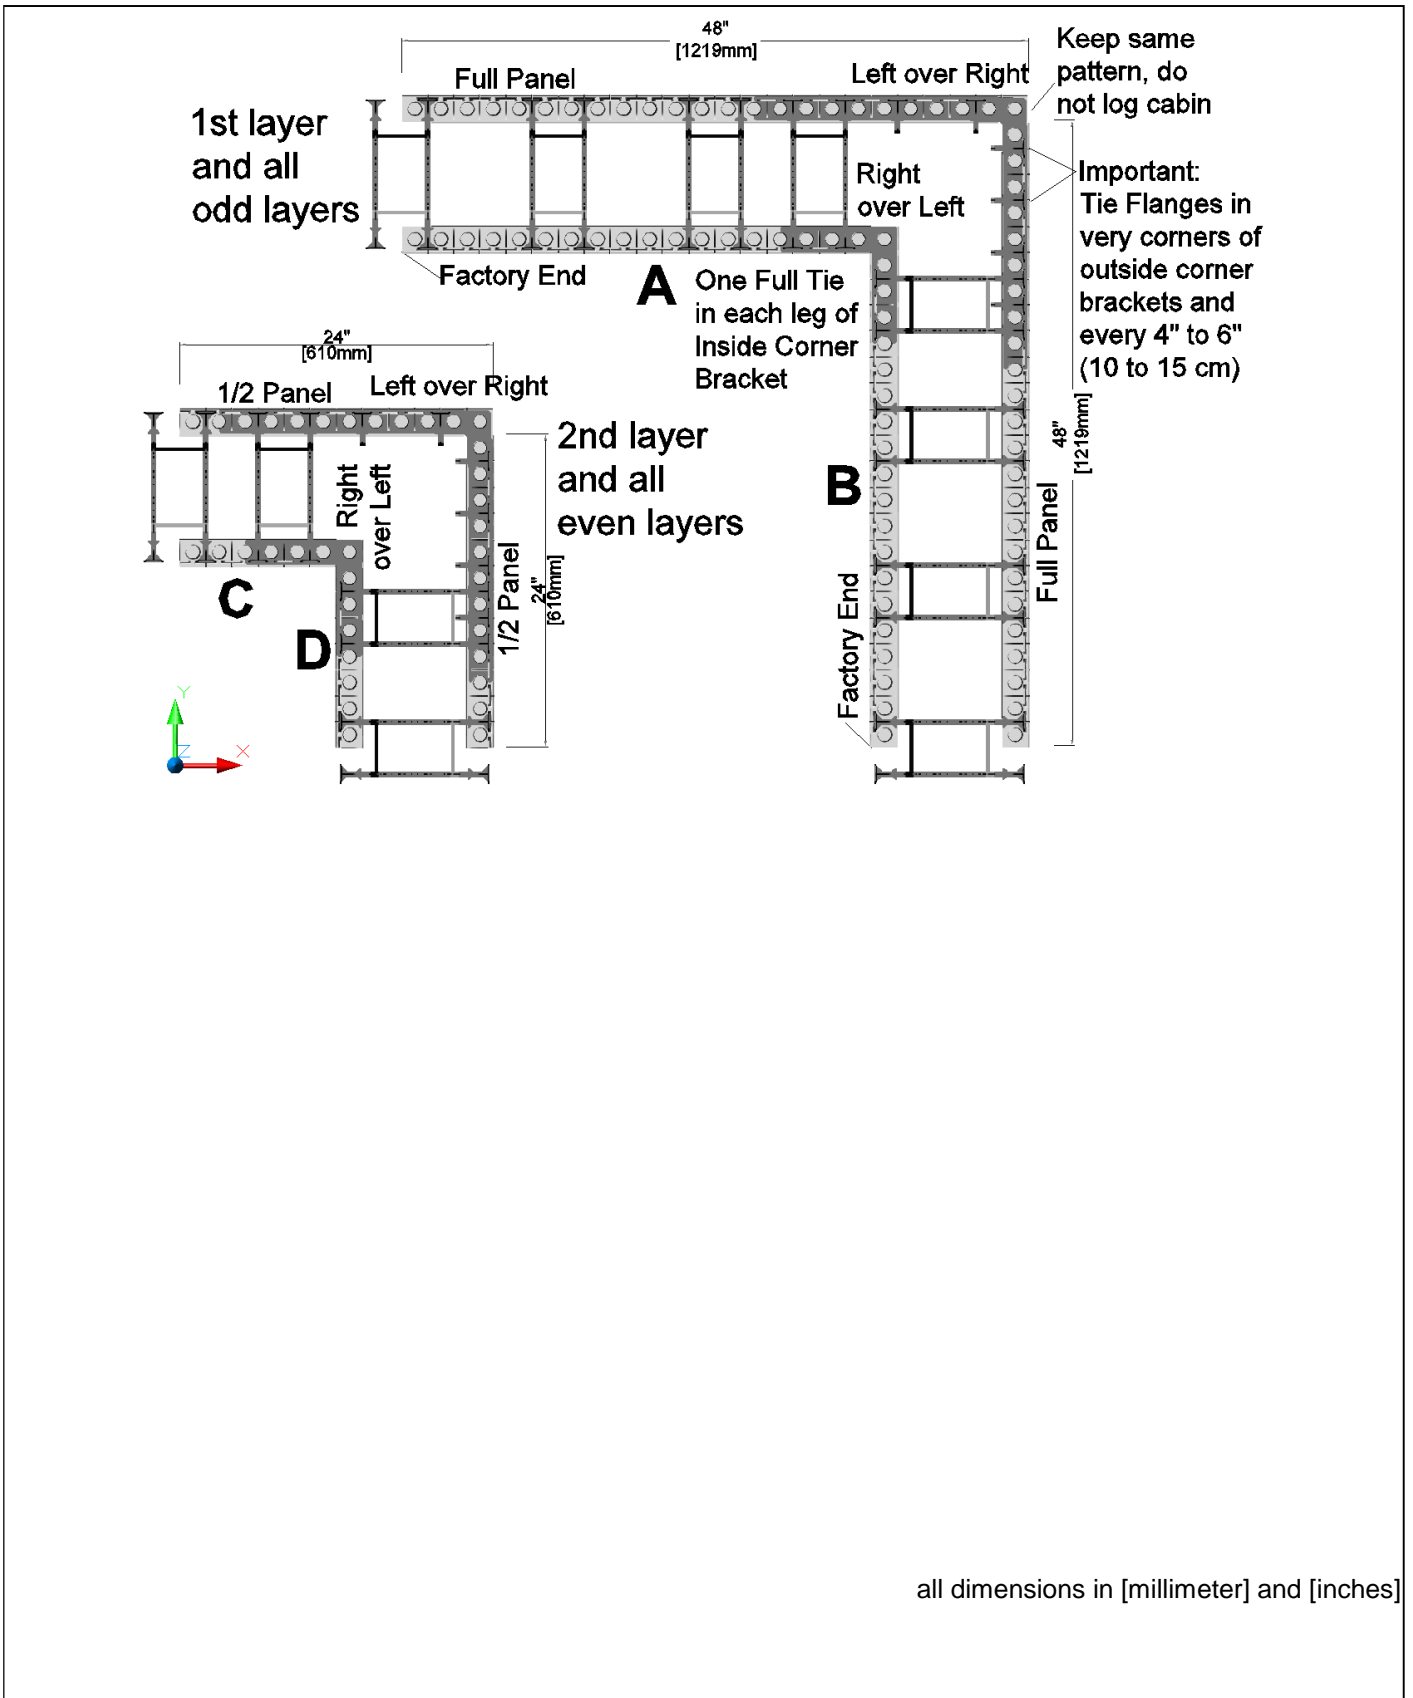 48"
[1219mm]
Full Panel
Left over Right
Keep same
pattern, do
not log cabin
1st layer
and all
odd layers
Right
over Left
Important:
Tie Flanges in
very corners of
outside corner
brackets and
every 4" to 6"
(10 to 15 cm)
Factory End
A
One Full Tie
in each leg of
Inside Corner
Bracket
48"
[1219mm]
Full Panel
B
Factory End
24"
[610mm]
1/2 Panel
Left over Right
2nd layer
and all
even layers
Right
over Left
C
D
1/2 Panel
24"
[610mm]
Y
Z
X
all dimensions in [millimeter] and [inches]